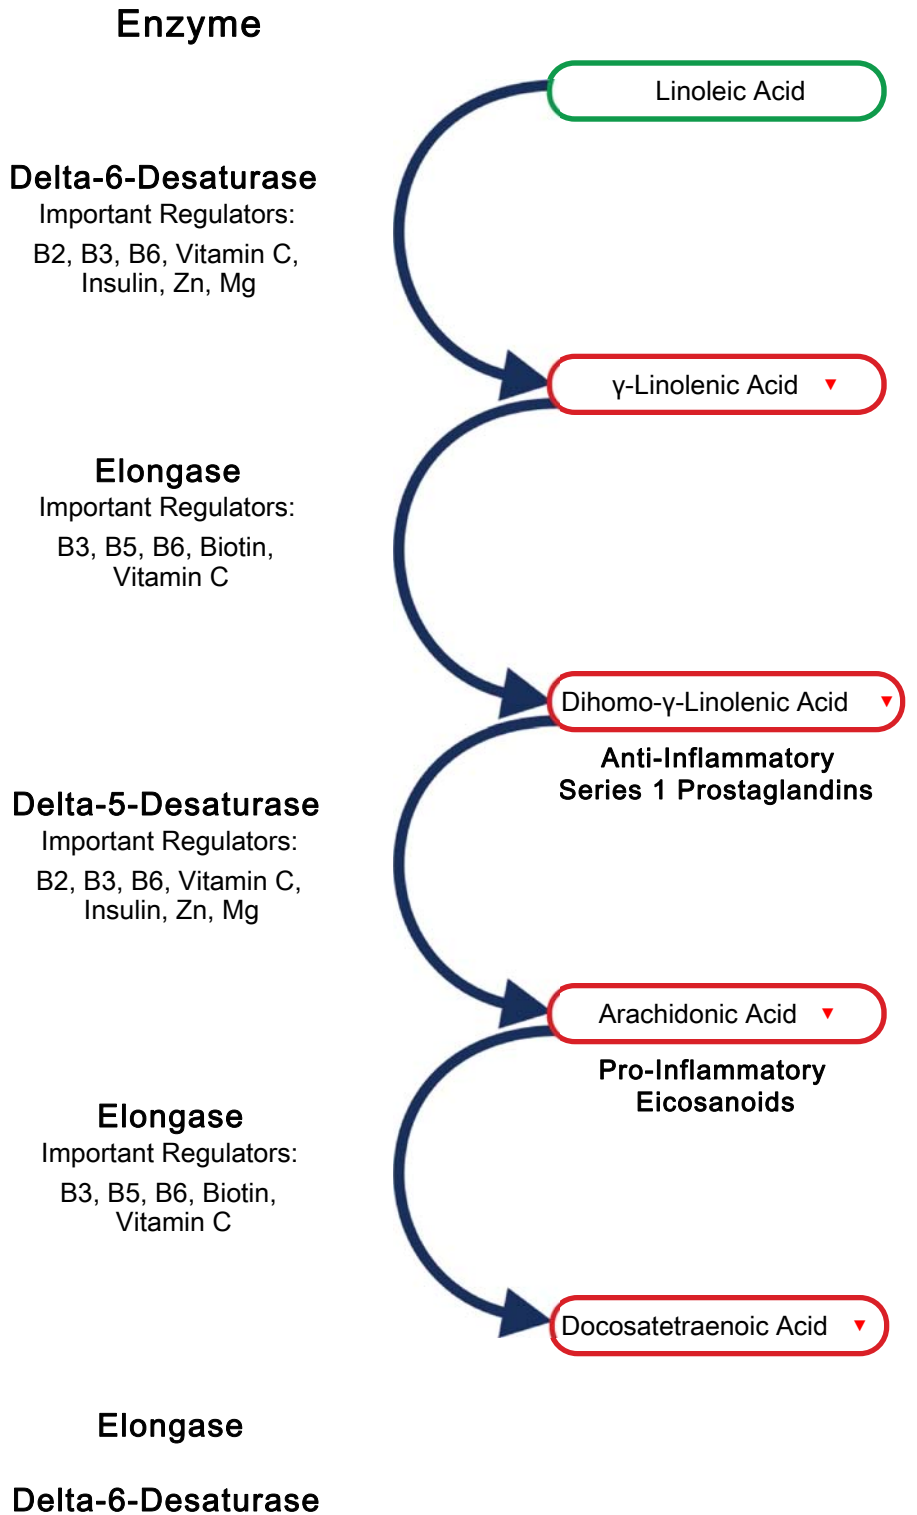 Enzyme
Linoleic Acid
Delta-6-Desaturase
Important Regulators:
B2, B3, B6, Vitamin C,
Insulin, Zn, Mg
γ-Linolenic Acid ▼
Elongase
Important Regulators:
B3, B5, B6, Biotin,
Vitamin C
Dihomo-γ-Linolenic Acid ▼
Anti-Inflammatory
Series 1 Prostaglandins
Delta-5-Desaturase
Important Regulators:
B2, B3, B6, Vitamin C,
Insulin, Zn, Mg
Arachidonic Acid ▼
Pro-Inflammatory
Eicosanoids
Elongase
Important Regulators:
B3, B5, B6, Biotin,
Vitamin C
Docosatetraenoic Acid ▼
Elongase
Delta-6-Desaturase